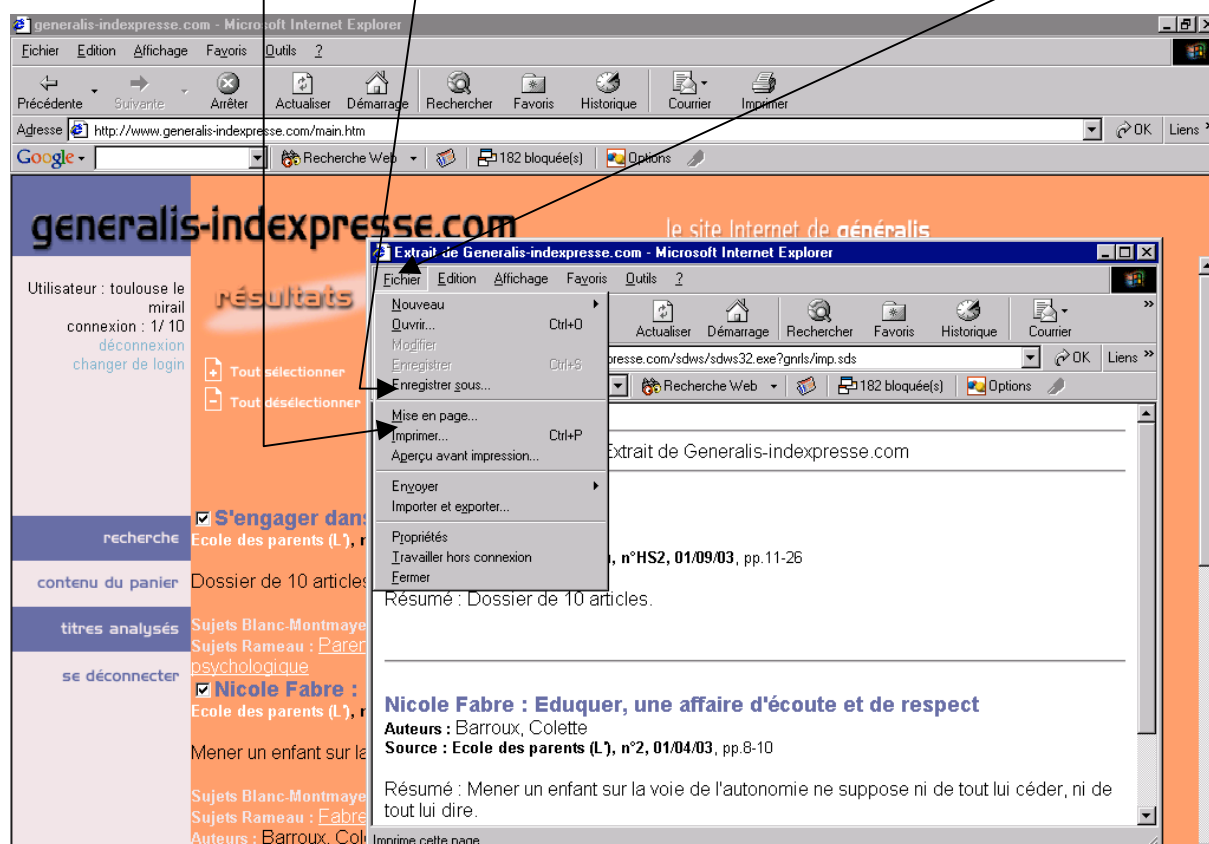 generalis-indexpresse.com - Microsoft Internet Explorer
Fichier Edition Affichage Favoris Outils ?
Précédente Suivante Arrêter Actualiser Démarrage Rechercher Favoris Historique Courrier Imprimer
Adresse http://www.generalis-indexpresse.com/main.htm OK Liens »
Google Recherche Web 182 bloquée(s) Options
generalis-indexpresse.com
le site Internet de généralis
Utilisateur : toulouse le
mirail
connexion : 1/ 10
déconnexion
changer de login
résultats
Tout sélectionner
Tout désélectionner
recherche
contenu du panier
titres analysés
se déconnecter
S'engager dans
Ecole des parents (L'),
Dossier de 10 articles
Sujets Blanc-Montmaye
Sujets Rameau : Paren
psychologique
Nicole Fabre :
Ecole des parents (L'),
Mener un enfant sur la
Sujets Blanc-Montmaye
Sujets Rameau : Fabre
Auteurs : Barroux, Col
Extrait de Generalis-indexpresse.com - Microsoft Internet Explorer
Fichier Edition Affichage Favoris Outils ?
Nouveau
Ouvrir... Ctrl+O
Modifier
Enregistrer Ctrl+S
Enregistrer sous...
Mise en page...
Imprimer... Ctrl+P
Aperçu avant impression...
Envoyer
Importer et exporter...
Propriétés
Travailler hors connexion
Fermer
Actualiser Démarrage Rechercher Favoris Historique Courrier »
presse.com/sdws/sdws32.exe?gnrls/imp.sds OK Liens »
Recherche Web 182 bloquée(s) Options
Extrait de Generalis-indexpresse.com
, n°HS2, 01/09/03, pp.11-26
Résumé : Dossier de 10 articles.
Nicole Fabre : Eduquer, une affaire d'écoute et de respect
Auteurs : Barroux, Colette
Source : Ecole des parents (L'), n°2, 01/04/03, pp.8-10
Résumé : Mener un enfant sur la voie de l'autonomie ne suppose ni de tout lui céder, ni de
tout lui dire.
Imprime cette page